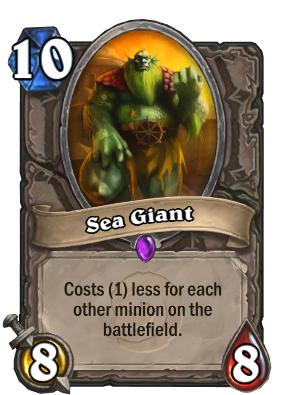 10
Sea Giant
Costs (1) less for each
other minion on the
battlefield.
8
8